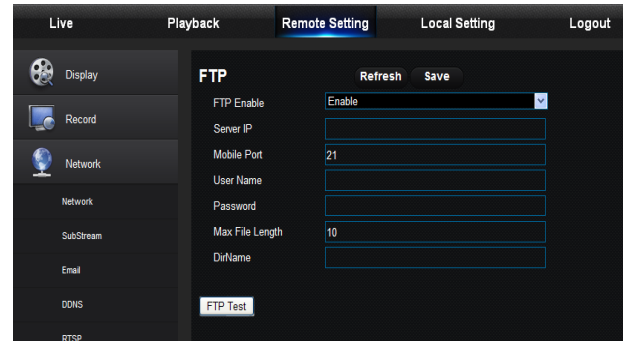 Live Playback Remote Setting Local Setting Logout
Display
Record
Network
Network
SubStream
Email
DDNS
RTSP
FTP Refresh Save
FTP Enable Enable
Server IP
Mobile Port 21
User Name
Password
Max File Length 10
DirName
FTP Test